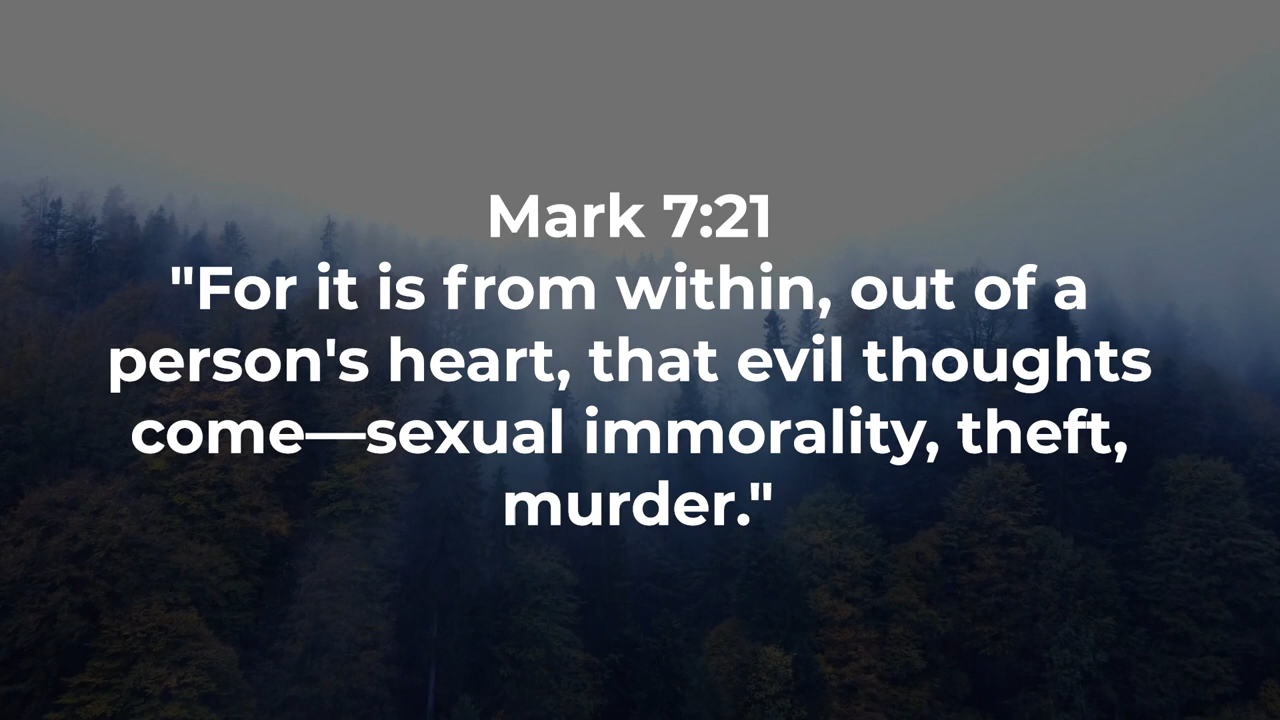 Mark 7:21
"For it is from within, out of a
person's heart, that evil thoughts
come—sexual immorality, theft,
murder."